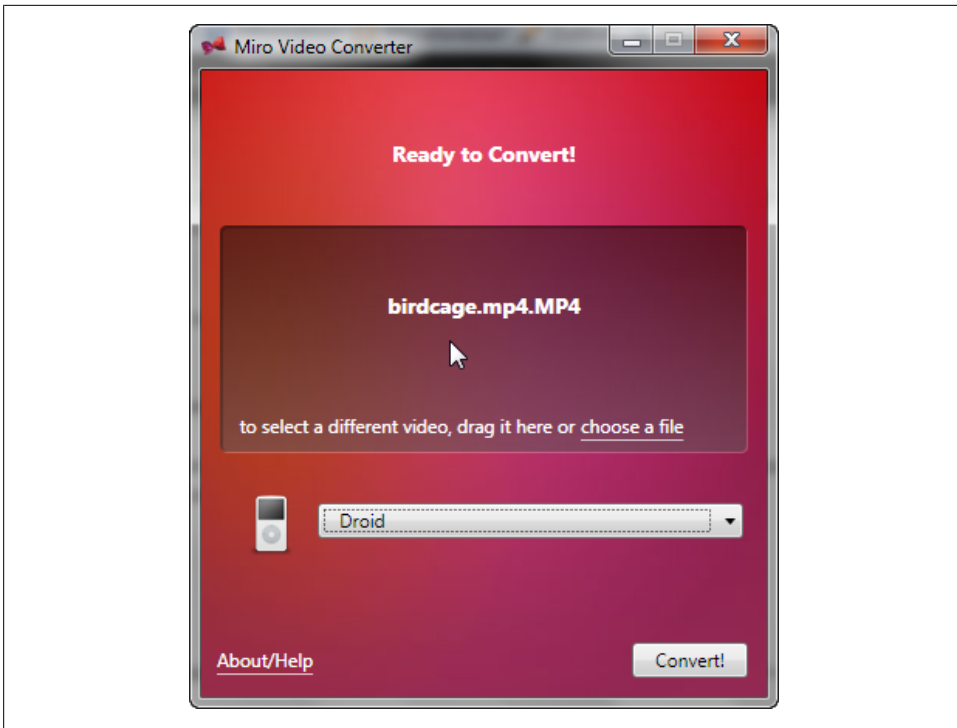 Miro Video Converter
Ready to Convert!
birdcage.mp4.MP4
to select a different video, drag it here or choose a file
Droid
About/Help
Convert!